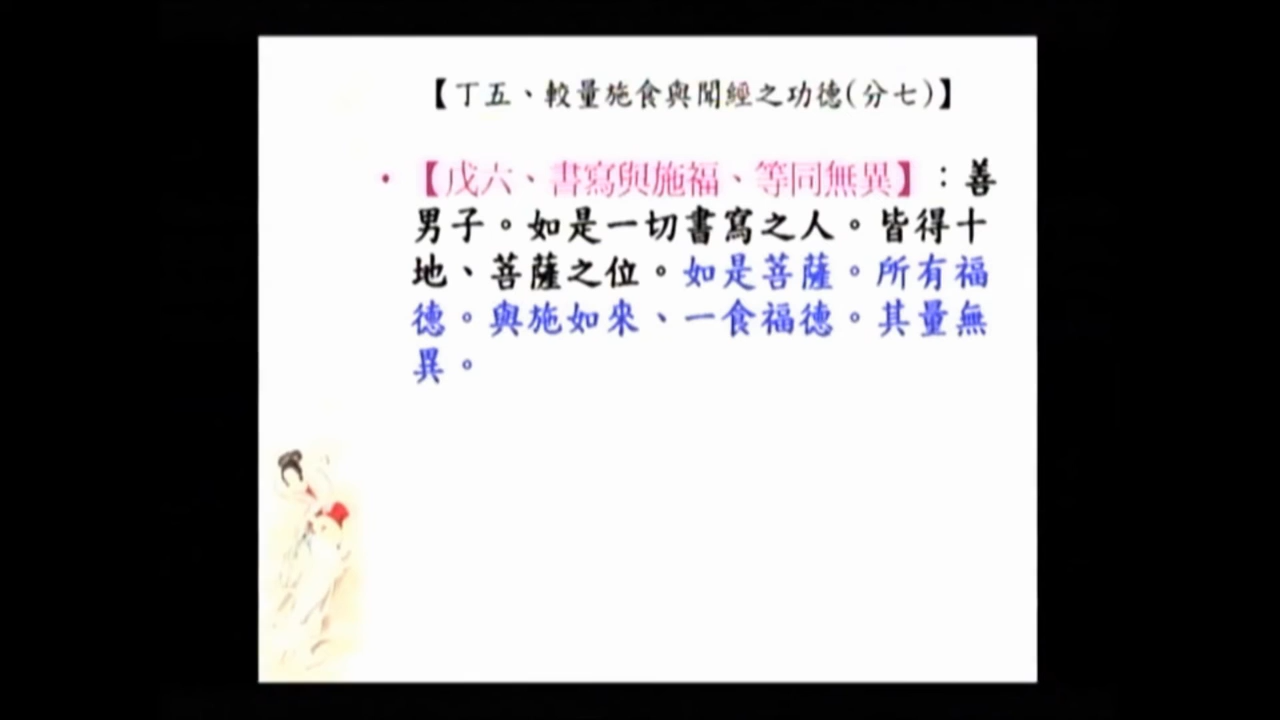 【丁五、較量施食與聞經之功德(分七)】
•【戊六、書寫與施福、等同無異】：善
男子。如是一切書寫之人。皆得十
地、菩薩之位。如是菩薩。所有福
德。與施如來、一食福德。其量無
異。